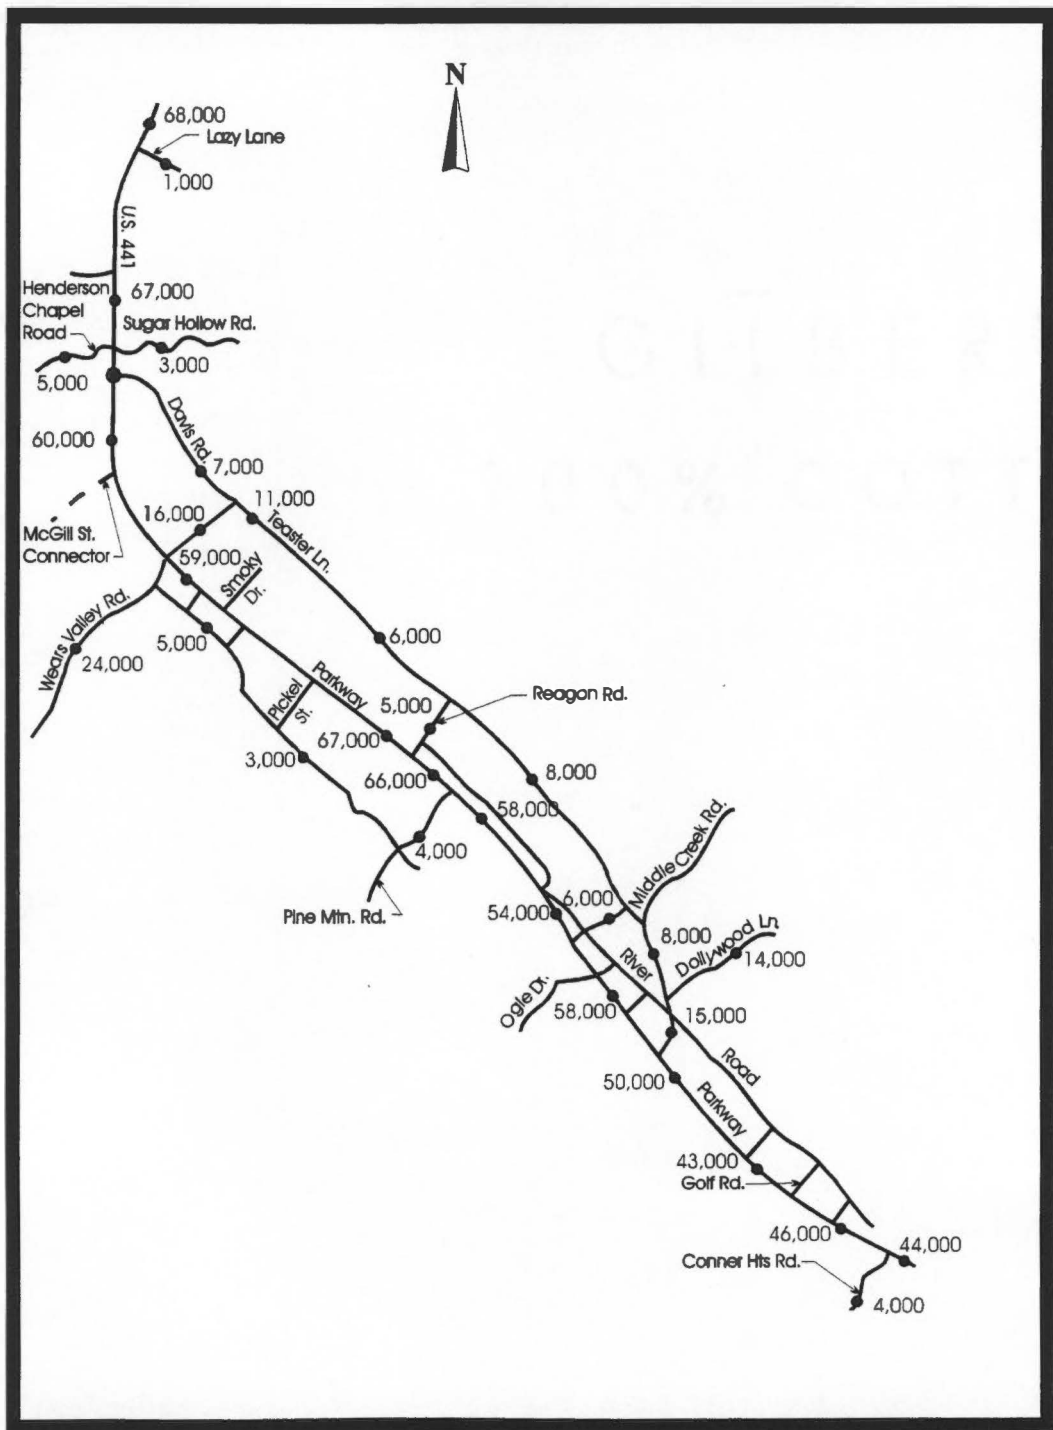 N
68,000
Lazy Lane
1,000
U.S. 441
Henderson
Chapel
Road
67,000
Sugar Hollow Rd.
3,000
5,000
60,000
Davis Rd.
7,000
11,000
16,000
Teaster Ln.
McGill St.
Connector
59,000
Smoky
Dr.
Wears Valley Rd.
5,000
24,000
Parkway
Pickel
St.
5,000
Reagon Rd.
67,000
3,000
6,000
66,000
8,000
58,000
4,000
Pine Mtn. Rd.
6,000
Middle Creek Rd.
54,000
8,000
Dollywood Ln
14,000
River
Ogle Dr.
58,000
15,000
Road
50,000
Parkway
43,000
Golf Rd.
46,000
44,000
Conner Hts Rd.
4,000